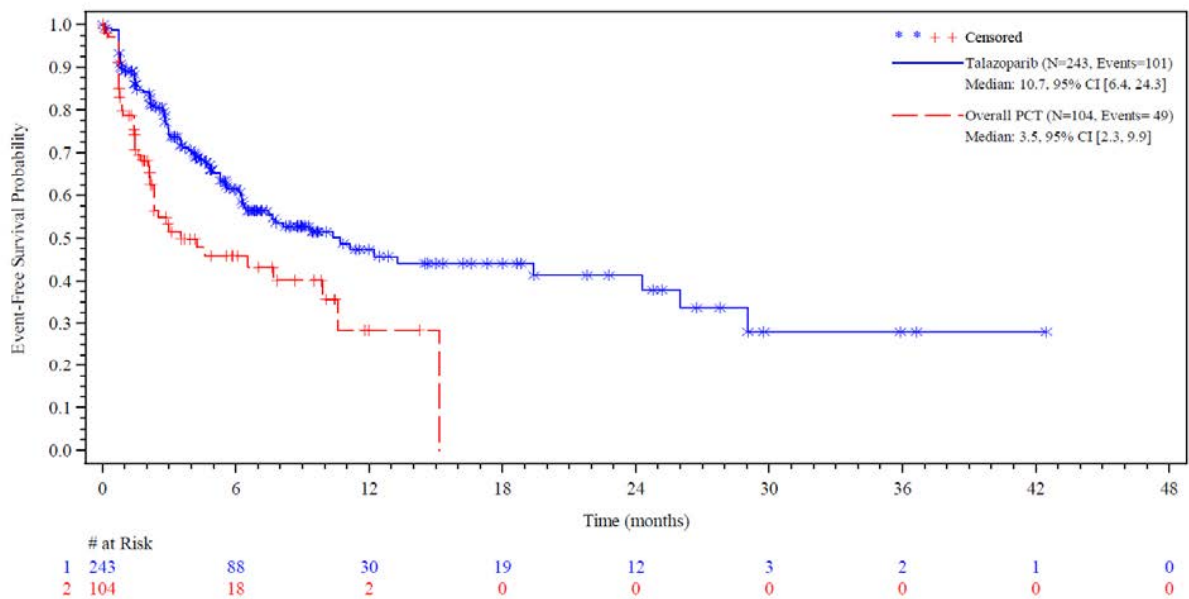 1.0
0.9
0.8
0.7
0.6
0.5
0.4
0.3
0.2
0.1
0.0
Event-Free Survival Probability
* * + + Censored
Talazoparib (N=243, Events=101)
Median: 10.7, 95% CI [6.4, 24.3]
Overall PCT (N=104, Events= 49)
Median: 3.5, 95% CI [2.3, 9.9]
0 6 12 18 24 30 36 42 48
Time (months)
# at Risk
1 243 88 30 19 12 3 2 1 0
2 104 18 2 0 0 0 0 0 0